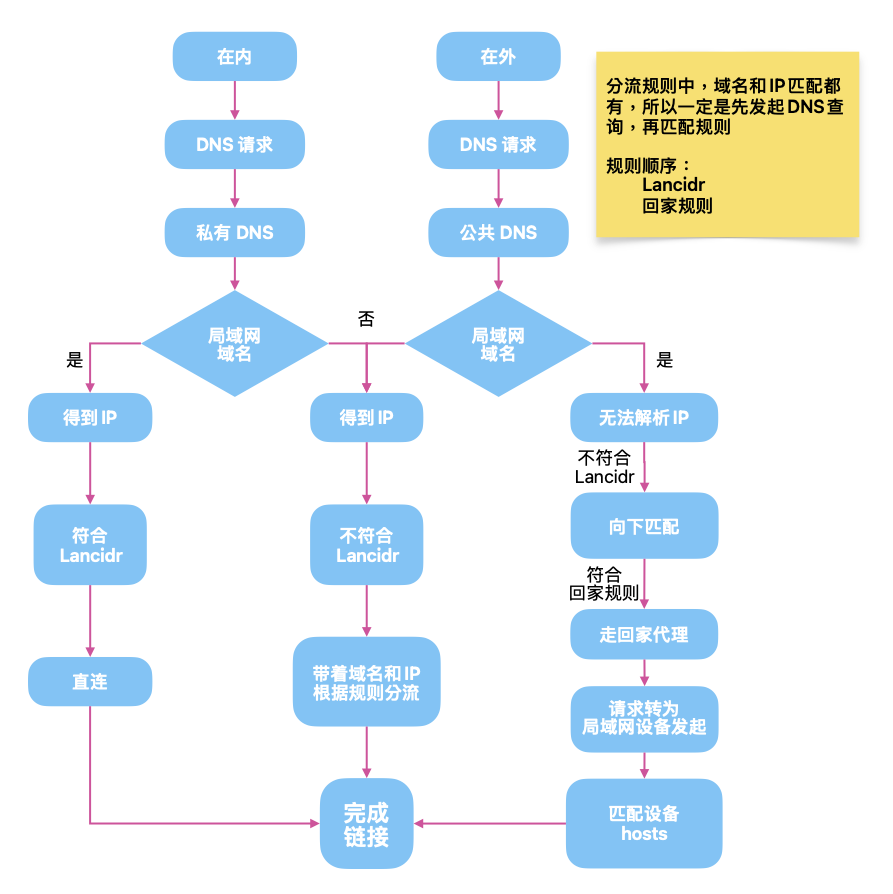 在内
在外
分流规则中，域名和IP匹配都
有，所以一定是先发起DNS查
询，再匹配规则
规则顺序：
Lancidr
回家规则
DNS 请求
DNS 请求
私有 DNS
公共 DNS
局域网
域名
否
局域网
域名
是
是
得到 IP
得到 IP
无法解析 IP
不符合
Lancidr
符合
Lancidr
不符合
Lancidr
向下匹配
符合
回家规则
走回家代理
直连
带着域名和 IP
根据规则分流
请求转为
局域网设备发起
完成
链接
匹配设备
hosts